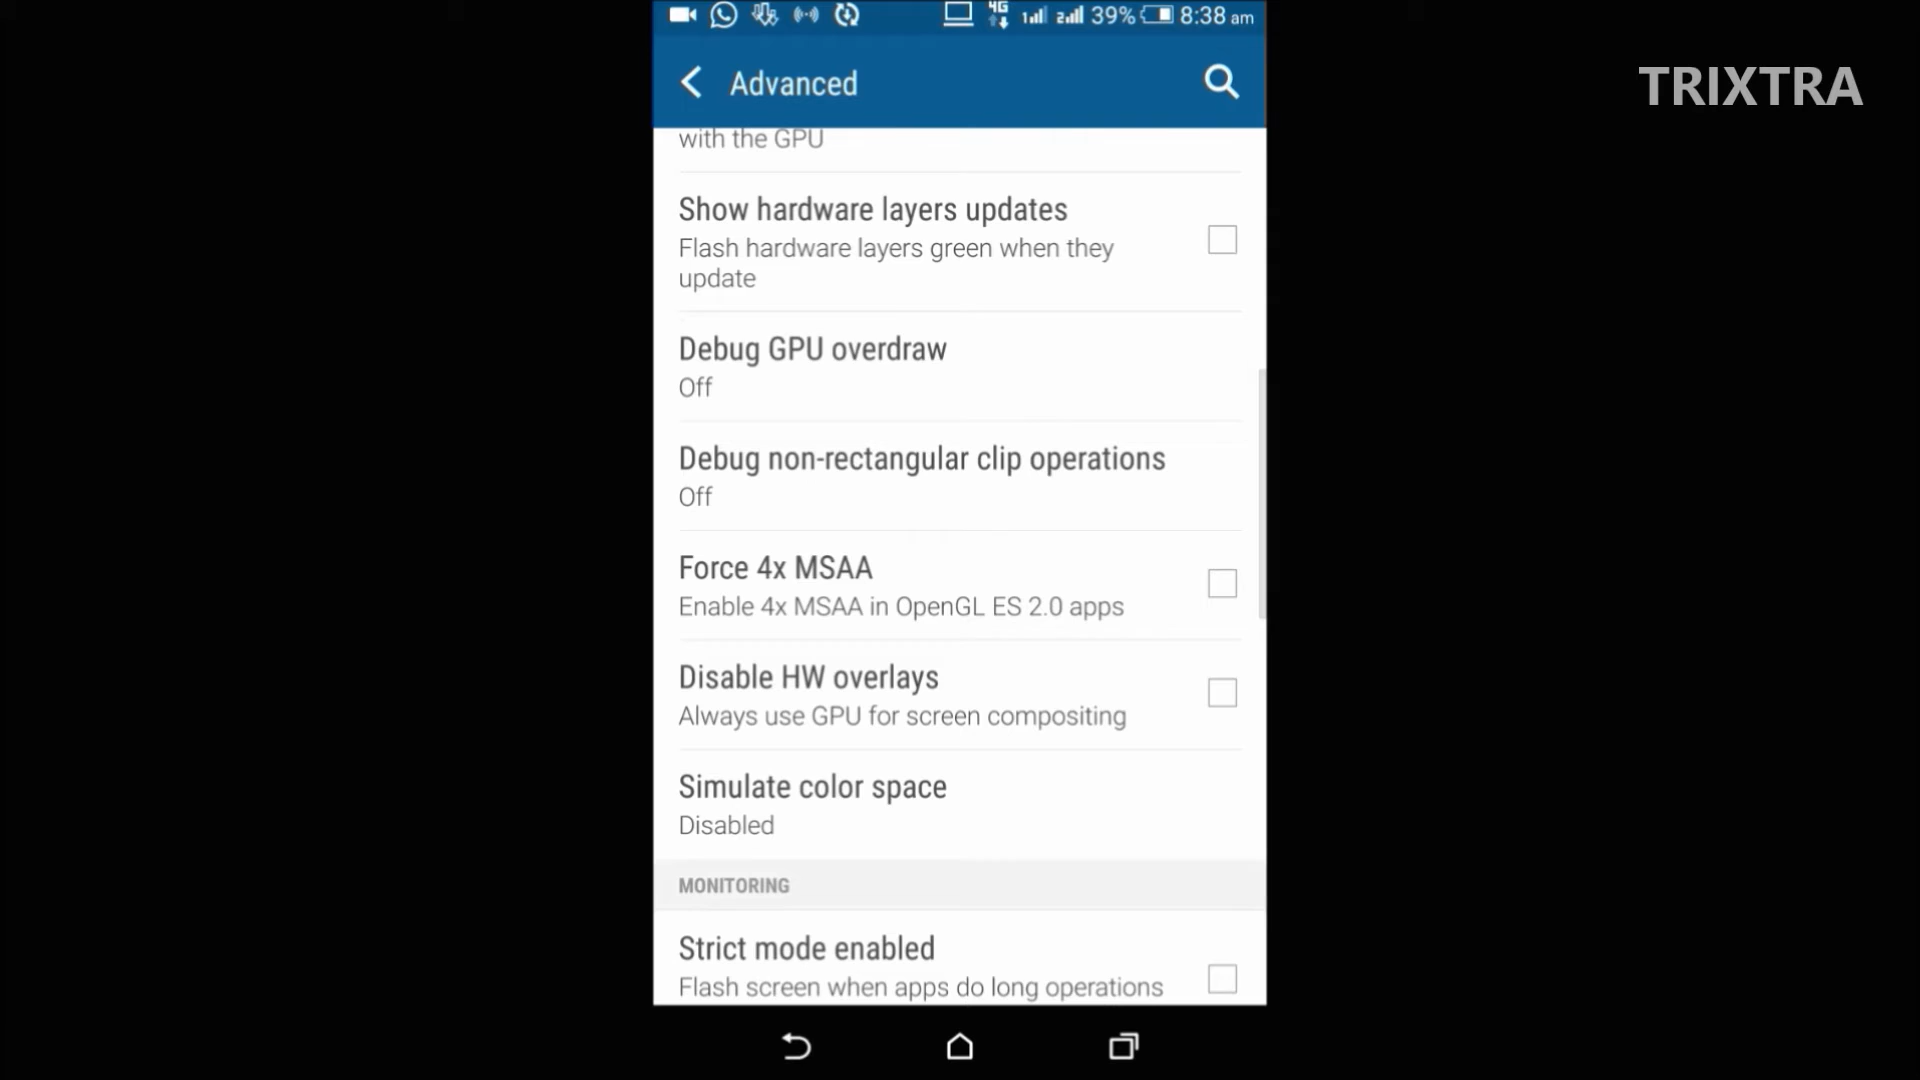 4G
1 2 39% 8:38 am
TRIXTRA
Advanced
with the GPU
Show hardware layers updates
Flash hardware layers green when they
update
Debug GPU overdraw
Off
Debug non-rectangular clip operations
Off
Force 4x MSAA
Enable 4x MSAA in OpenGL ES 2.0 apps
Disable HW overlays
Always use GPU for screen compositing
Simulate color space
Disabled
MONITORING
Strict mode enabled
Flash screen when apps do long operations